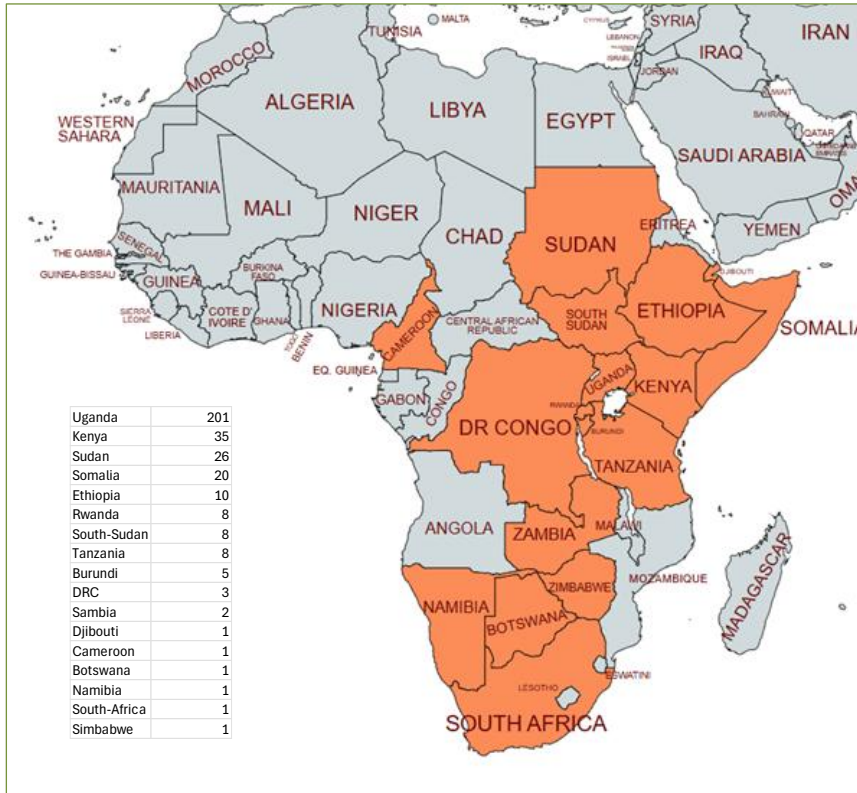 MALTA
CYPRUS
SYRIA
TUNISIA
LEBANON
IRAN
IRAQ
ISRAEL
MOROCCO
JORDAN
KUWAIT
ALGERIA
LIBYA
EGYPT
BAHRAIN
WESTERN
SAHARA
QATAR
SAUDI ARABIA
EMIRATES
MAURITANIA
OMA
MALI
NIGER
ERITREA
YEMEN
CHAD
SUDAN
SENEGAL
THE GAMBIA
BURKINA
FASO
DJIBOUTI
GUINEA-BISSAU
GUINEA
NIGERIA
SOUTH
SUDAN
ETHIOPIA
SIERRA
LEONE
COTE D'
IVOIRE
GHANA
CENTRAL AFRICAN
REPUBLIC
SOMALIA
LIBERIA
TOGO
BENIN
CAMEROON
EQ. GUINEA
UGANDA
KENYA
GABON
CONGO
RWANDA
DR CONGO
BURUNDI
TANZANIA
Uganda 201
Kenya 35
Sudan 26
Somalia 20
Ethiopia 10
Rwanda 8
South-Sudan 8
Tanzania 8
Burundi 5
DRC 3
Sambia 2
Djibouti 1
Cameroon 1
Botswana 1
Namibia 1
South-Africa 1
Simbabwe 1
ANGOLA
ZAMBIA
MALAWI
MOZAMBIQUE
MADAGASCAR
ZIMBABWE
NAMIBIA
BOTSWANA
ESWATINI
LESOTHO
SOUTH AFRICA